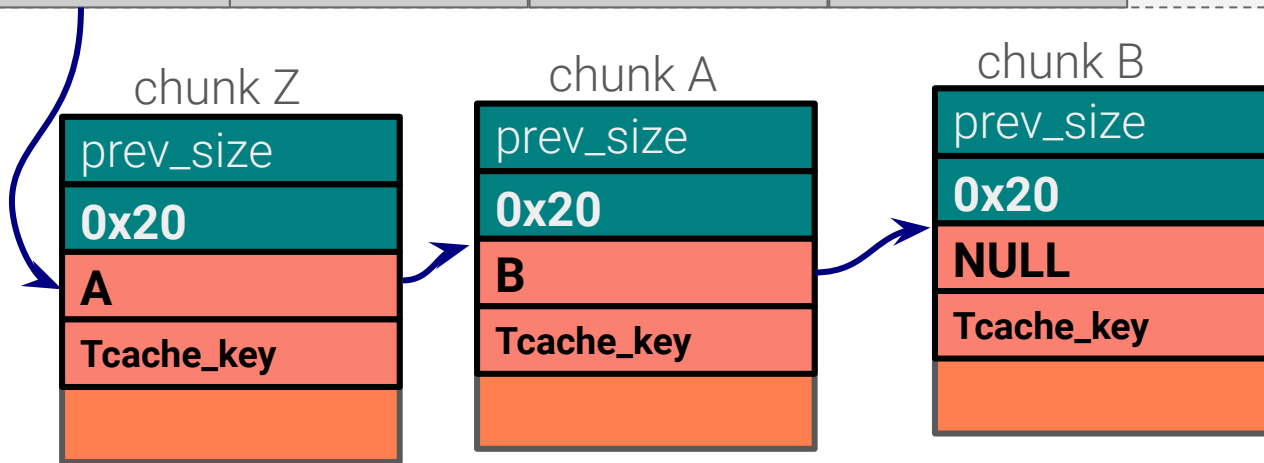 chunk Z
prev_size
0x20
A
Tcache_key
chunk A
prev_size
0x20
B
Tcache_key
chunk B
prev_size
0x20
NULL
Tcache_key